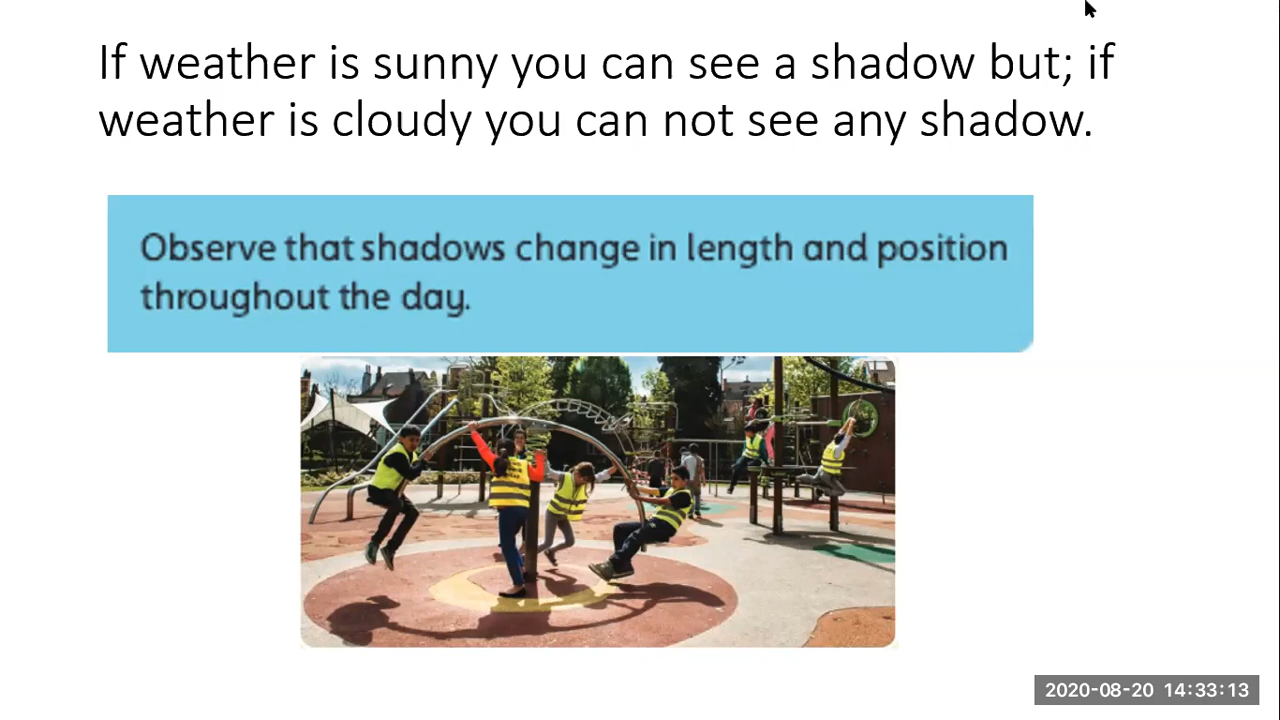 If weather is sunny you can see a shadow but; if
weather is cloudy you can not see any shadow.
Observe that shadows change in length and position
throughout the day.
2020-08-20 14:33:13